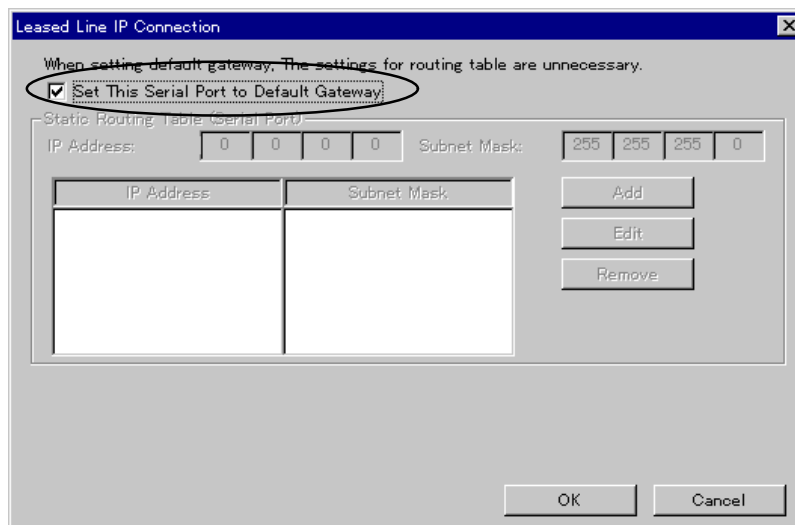 Leased Line IP Connection
When setting default gateway, The settings for routing table are unnecessary.
Set This Serial Port to Default Gateway
Static Routing Table (Serial Port)
IP Address: 0 0 0 0 Subnet Mask: 255 255 255 0
IP Address Subnet Mask Add
Edit
Remove
OK Cancel